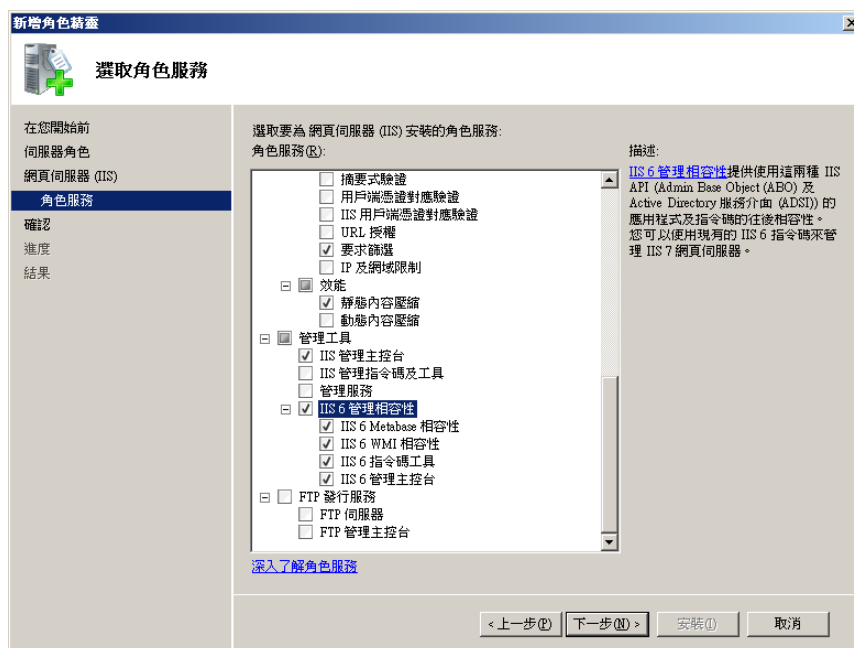 新增角色精靈
選取角色服務
在您開始前
伺服器角色
網頁伺服器 (IIS)
角色服務
確認
進度
結果
選取要為 網頁伺服器 (IIS) 安裝的角色服務:
角色服務(R):
摘要式驗證
用戶端憑證對應驗證
IIS 用戶端憑證對應驗證
URL 授權
要求篩選
IP 及網域限制
效能
靜態內容壓縮
動態內容壓縮
管理工具
IIS 管理主控台
IIS 管理指令碼及工具
管理服務
IIS 6 管理相容性
IIS 6 Metabase 相容性
IIS 6 WMI 相容性
IIS 6 指令碼工具
IIS 6 管理主控台
FTP 發行服務
FTP 伺服器
FTP 管理主控台
深入了解角色服務
描述:
IIS 6 管理相容性提供使用這兩種 IIS
API (Admin Base Object (ABO) 及
Active Directory 服務介面 (ADSI)) 的
應用程式及指令碼的往後相容性。
您可以使用現有的 IIS 6 指令碼來管
理 IIS 7 網頁伺服器。
<上一步(P)
下一步(N) >
安裝(I)
取消